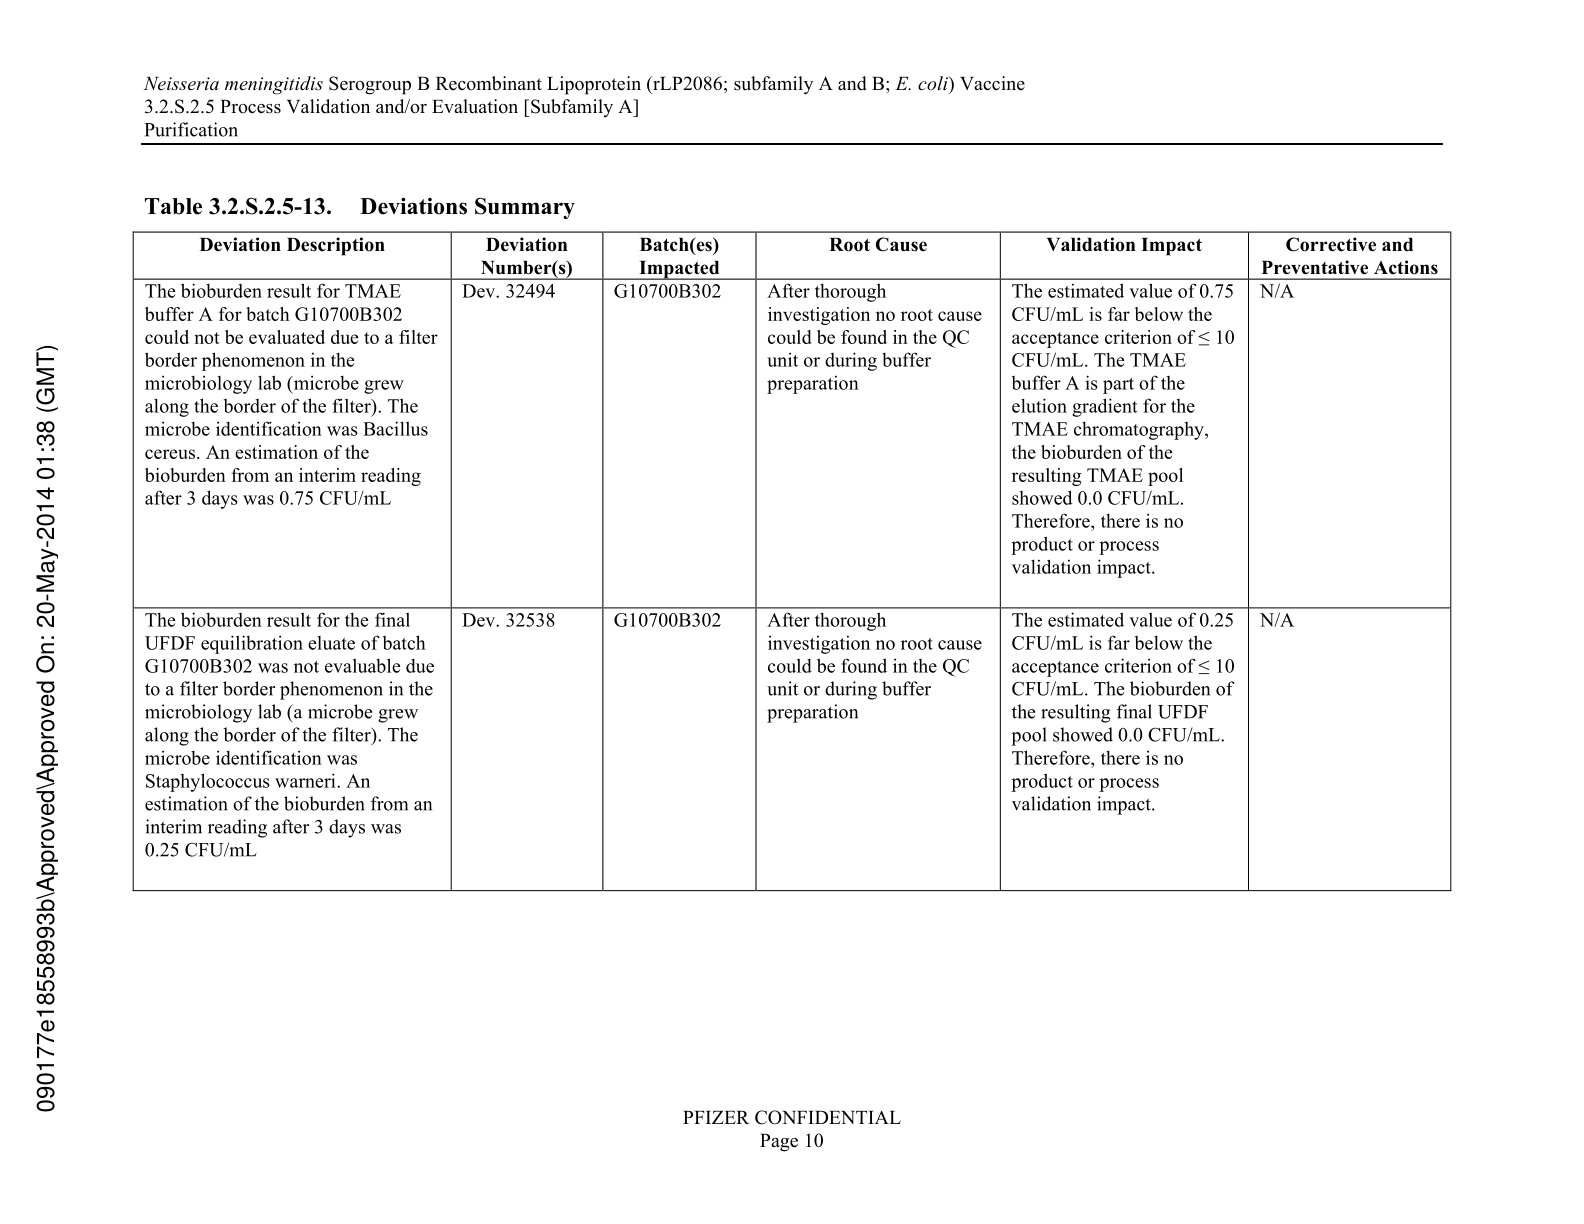 Neisseria meningitidis Serogroup B Recombinant Lipoprotein (rLP2086; subfamily A and B; E. coli) Vaccine
3.2.S.2.5 Process Validation and/or Evaluation [Subfamily A]
Purification
Table 3.2.S.2.5-13. Deviations Summary
Deviation Description
Deviation
Number(s)
Batch(es)
Impacted
Root Cause
Validation Impact
Corrective and
Preventative Actions
The bioburden result for TMAE
buffer A for batch G10700B302
could not be evaluated due to a filter
border phenomenon in the
microbiology lab (microbe grew
along the border of the filter). The
microbe identification was Bacillus
cereus. An estimation of the
bioburden from an interim reading
after 3 days was 0.75 CFU/mL
Dev. 32494
G10700B302
After thorough
investigation no root cause
could be found in the QC
unit or during buffer
preparation
The estimated value of 0.75
CFU/mL is far below the
acceptance criterion of ≤ 10
CFU/mL. The TMAE
buffer A is part of the
elution gradient for the
TMAE chromatography,
the bioburden of the
resulting TMAE pool
showed 0.0 CFU/mL.
Therefore, there is no
product or process
validation impact.
N/A
The bioburden result for the final
UFDF equilibration eluate of batch
G10700B302 was not evaluable due
to a filter border phenomenon in the
microbiology lab (a microbe grew
along the border of the filter). The
microbe identification was
Staphylococcus warneri. An
estimation of the bioburden from an
interim reading after 3 days was
0.25 CFU/mL
Dev. 32538
G10700B302
After thorough
investigation no root cause
could be found in the QC
unit or during buffer
preparation
The estimated value of 0.25
CFU/mL is far below the
acceptance criterion of ≤ 10
CFU/mL. The bioburden of
the resulting final UFDF
pool showed 0.0 CFU/mL.
Therefore, there is no
product or process
validation impact.
N/A
PFIZER CONFIDENTIAL
Page 10
090177e18558993b\Approved\Approved On: 20-May-2014 01:38 (GMT)